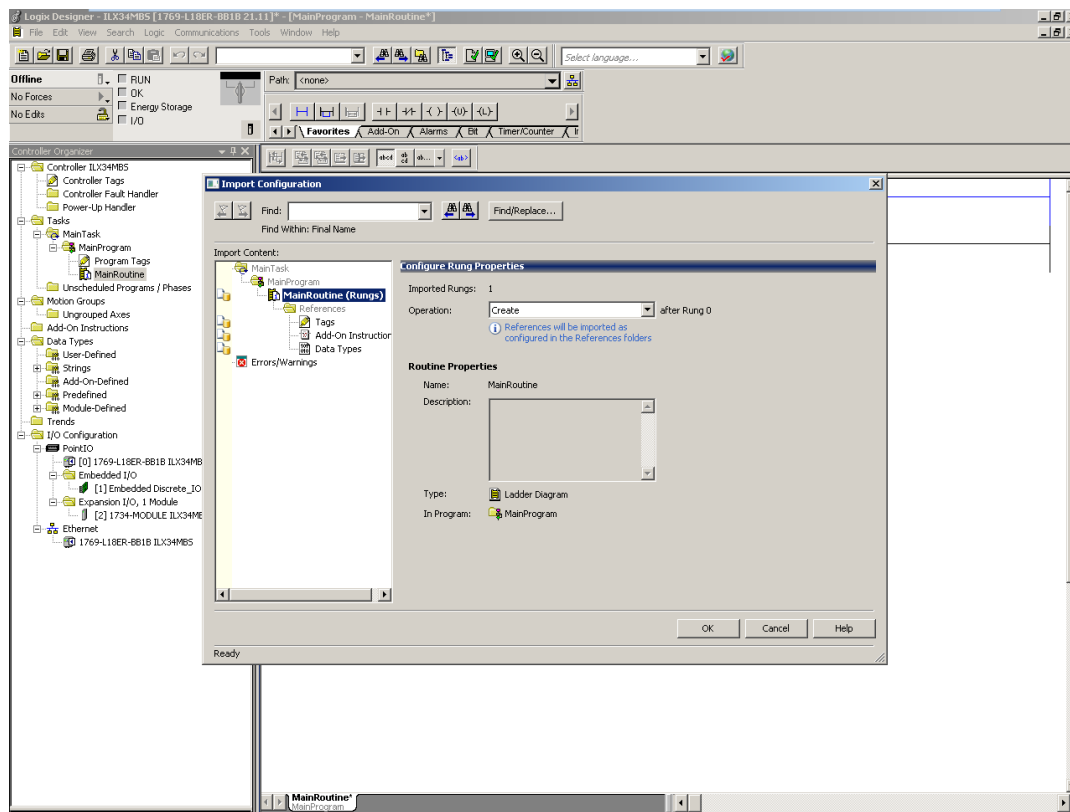 Logix Designer - ILX34MBS [1769-L18ER-BB1B 21.11]* - [MainProgram - MainRoutine*]
File Edit View Search Logic Communications Tools Window Help
Select language...
Offline
RUN
No Forces
OK
No Edits
Energy Storage
I/O
Path: <none>
Favorites Add-On Alarms Bit Timer/Counter
Controller Organizer
Controller ILX34MBS
Controller Tags
Controller Fault Handler
Power-Up Handler
Tasks
MainTask
MainProgram
Program Tags
MainRoutine
Unscheduled Programs / Phases
Motion Groups
Ungrouped Axes
Add-On Instructions
Data Types
User-Defined
Strings
Add-On-Defined
Predefined
Module-Defined
Trends
I/O Configuration
PointIO
[0] 1769-L18ER-BB1B ILX34MB
Embedded I/O
[1] Embedded Discrete_IO
Expansion I/O, 1 Module
[2] 1734-MODULE ILX34ME
Ethernet
1769-L18ER-BB1B ILX34MBS
Import Configuration
Find:
Find/Replace...
Find Within: Final Name
Import Content:
MainTask
MainProgram
MainRoutine (Rungs)
References
Tags
Add-On Instruction
Data Types
Errors/Warnings
Configure Rung Properties
Imported Rungs: 1
Operation: Create after Rung 0
References will be imported as
configured in the References folders
Routine Properties
Name: MainRoutine
Description:
Type: Ladder Diagram
In Program: MainProgram
OK Cancel Help
Ready
MainRoutine*
MainProgram